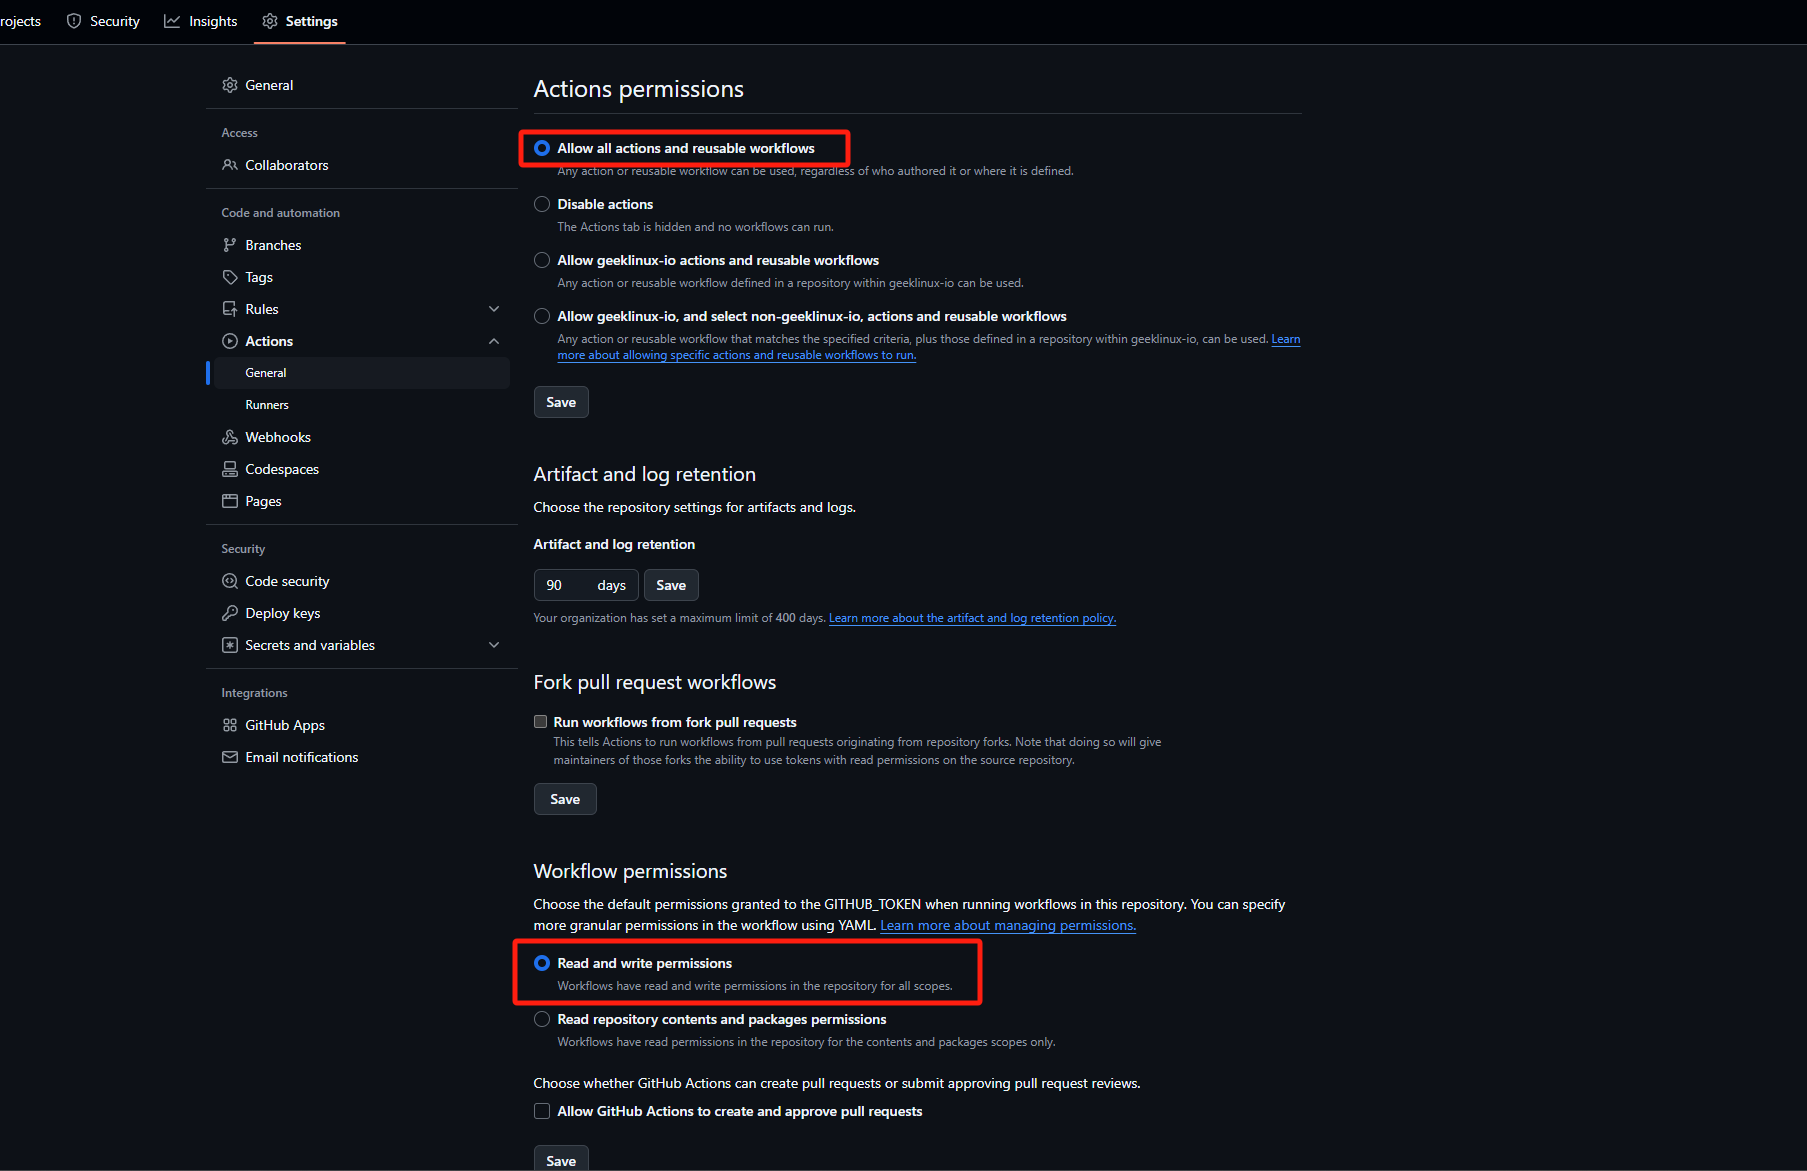 rojects
Security
Insights
Settings
General
Access
Collaborators
Code and automation
Branches
Tags
Rules
Actions
General
Runners
Webhooks
Codespaces
Pages
Security
Code security
Deploy keys
Secrets and variables
Integrations
GitHub Apps
Email notifications
Actions permissions
Allow all actions and reusable workflows
Any action or reusable workflow can be used, regardless of who authored it or where it is defined.
Disable actions
The Actions tab is hidden and no workflows can run.
Allow geeklinux-io actions and reusable workflows
Any action or reusable workflow defined in a repository within geeklinux-io can be used.
Allow geeklinux-io, and select non-geeklinux-io, actions and reusable workflows
Any action or reusable workflow that matches the specified criteria, plus those defined in a repository within geeklinux-io, can be used. Learn
more about allowing specific actions and reusable workflows to run.
Save
Artifact and log retention
Choose the repository settings for artifacts and logs.
Artifact and log retention
90 days Save
Your organization has set a maximum limit of 400 days. Learn more about the artifact and log retention policy.
Fork pull request workflows
Run workflows from fork pull requests
This tells Actions to run workflows from pull requests originating from repository forks. Note that doing so will give
maintainers of those forks the ability to use tokens with read permissions on the source repository.
Save
Workflow permissions
Choose the default permissions granted to the GITHUB_TOKEN when running workflows in this repository. You can specify
more granular permissions in the workflow using YAML. Learn more about managing permissions.
Read and write permissions
Workflows have read and write permissions in the repository for all scopes.
Read repository contents and packages permissions
Workflows have read permissions in the repository for the contents and packages scopes only.
Choose whether GitHub Actions can create pull requests or submit approving pull request reviews.
Allow GitHub Actions to create and approve pull requests
Save